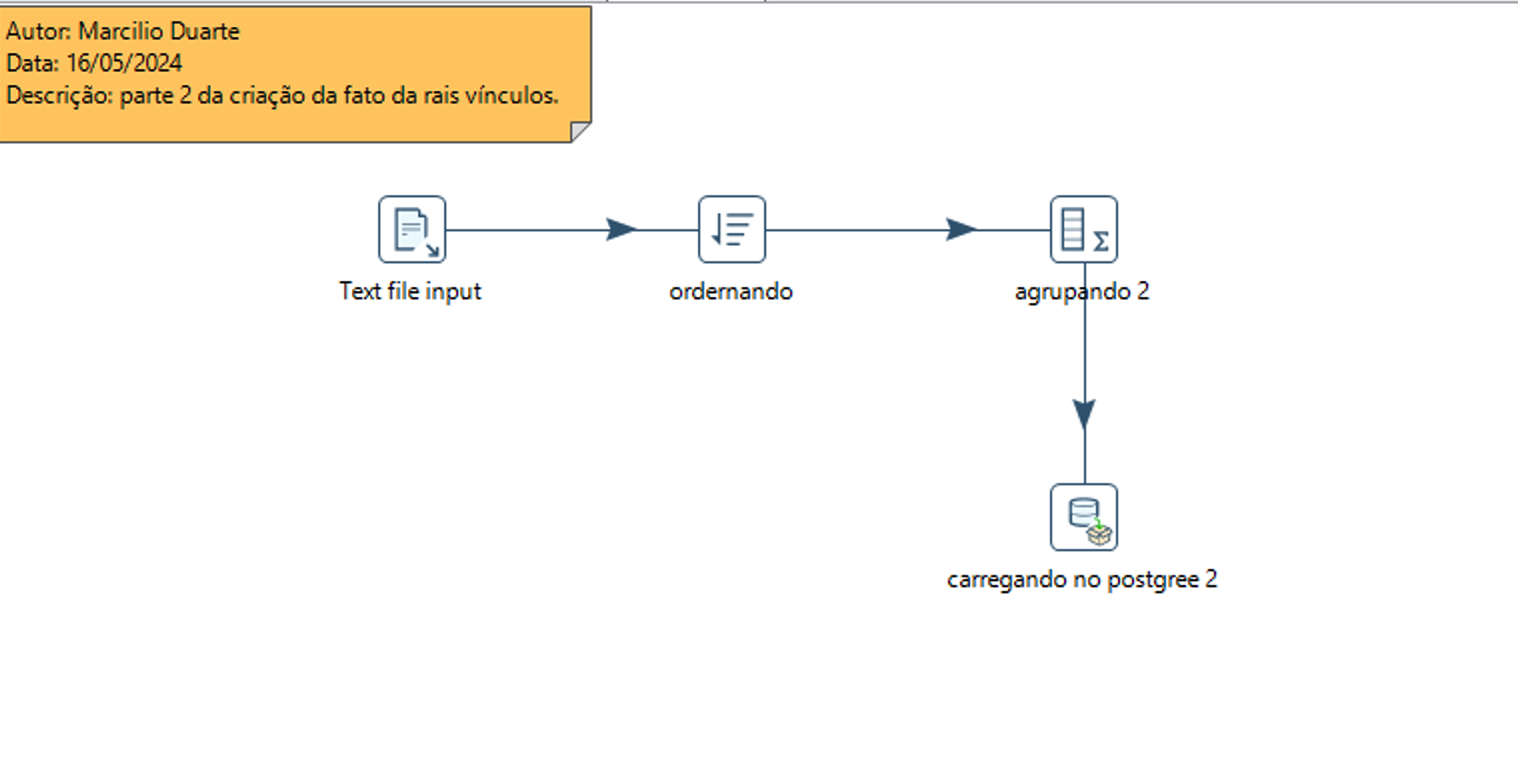 Autor: Marcilio Duarte
Data: 16/05/2024
Descrição: parte 2 da criação da fato da rais vínculos.
Text file input
ordernando
agrupando 2
carregando no postgree 2